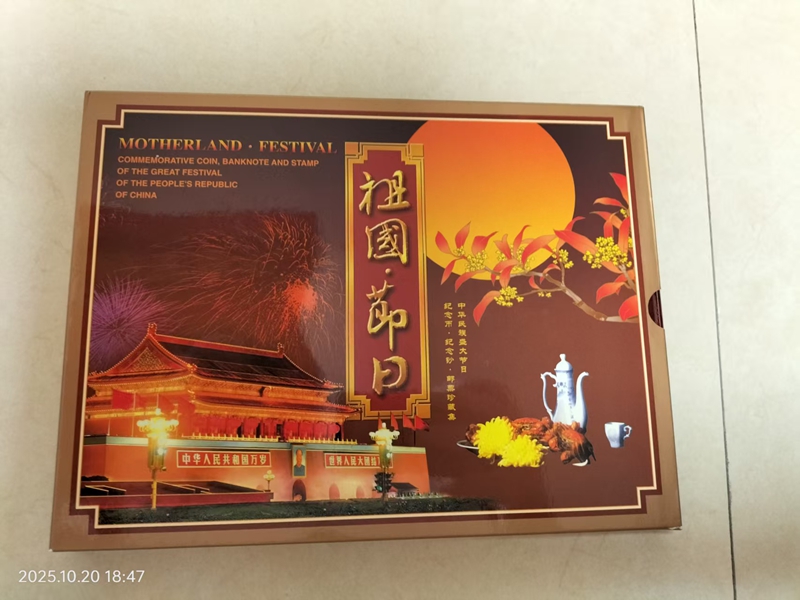 MOTHERLAND · FESTIVAL
COMMEMORATIVE COIN, BANKNOTE AND STAMP
OF THE GREAT FESTIVAL
OF THE PEOPLE'S REPUBLIC
OF CHINA
祖國·節日
中华民族盛大节日
纪念币·纪念钞·邮票珍藏集
中华人民共和国万岁
世界人民大团结
2025.10.20 18:47